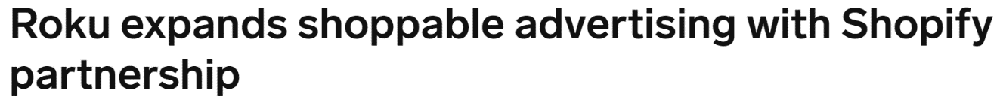 Roku expands shoppable advertising with Shopify
partnership